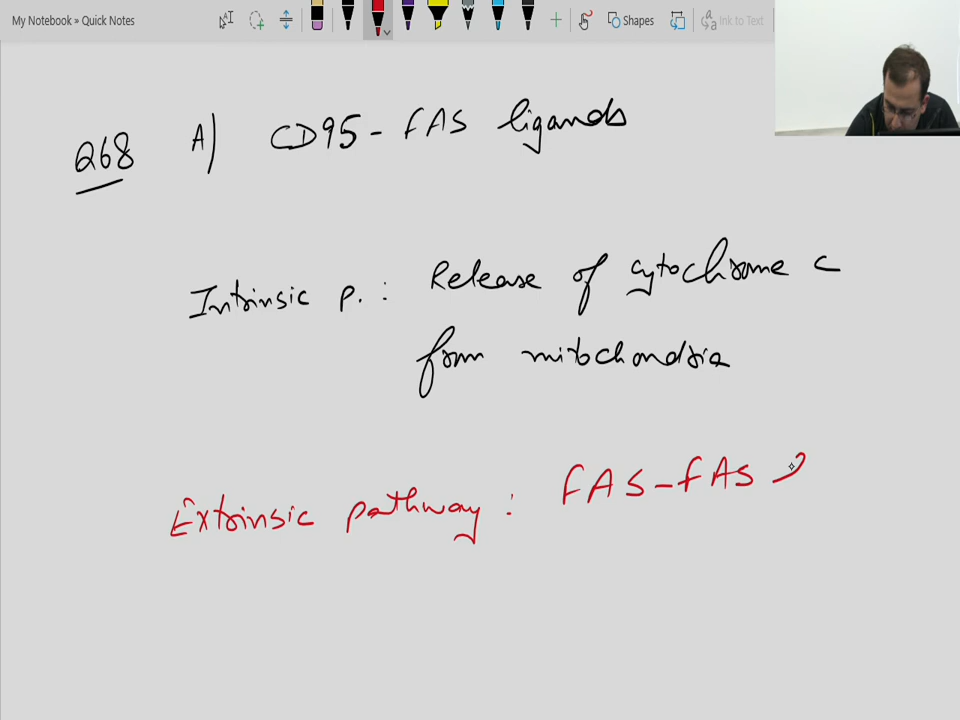 My Notebook » Quick Notes
Shapes
Ink to Text
Q68 A) CD95 - FAS ligands
Intrinsic p. : Release of cytochrome c
from mitochondria
Extrinsic pathway : FAS - FAS